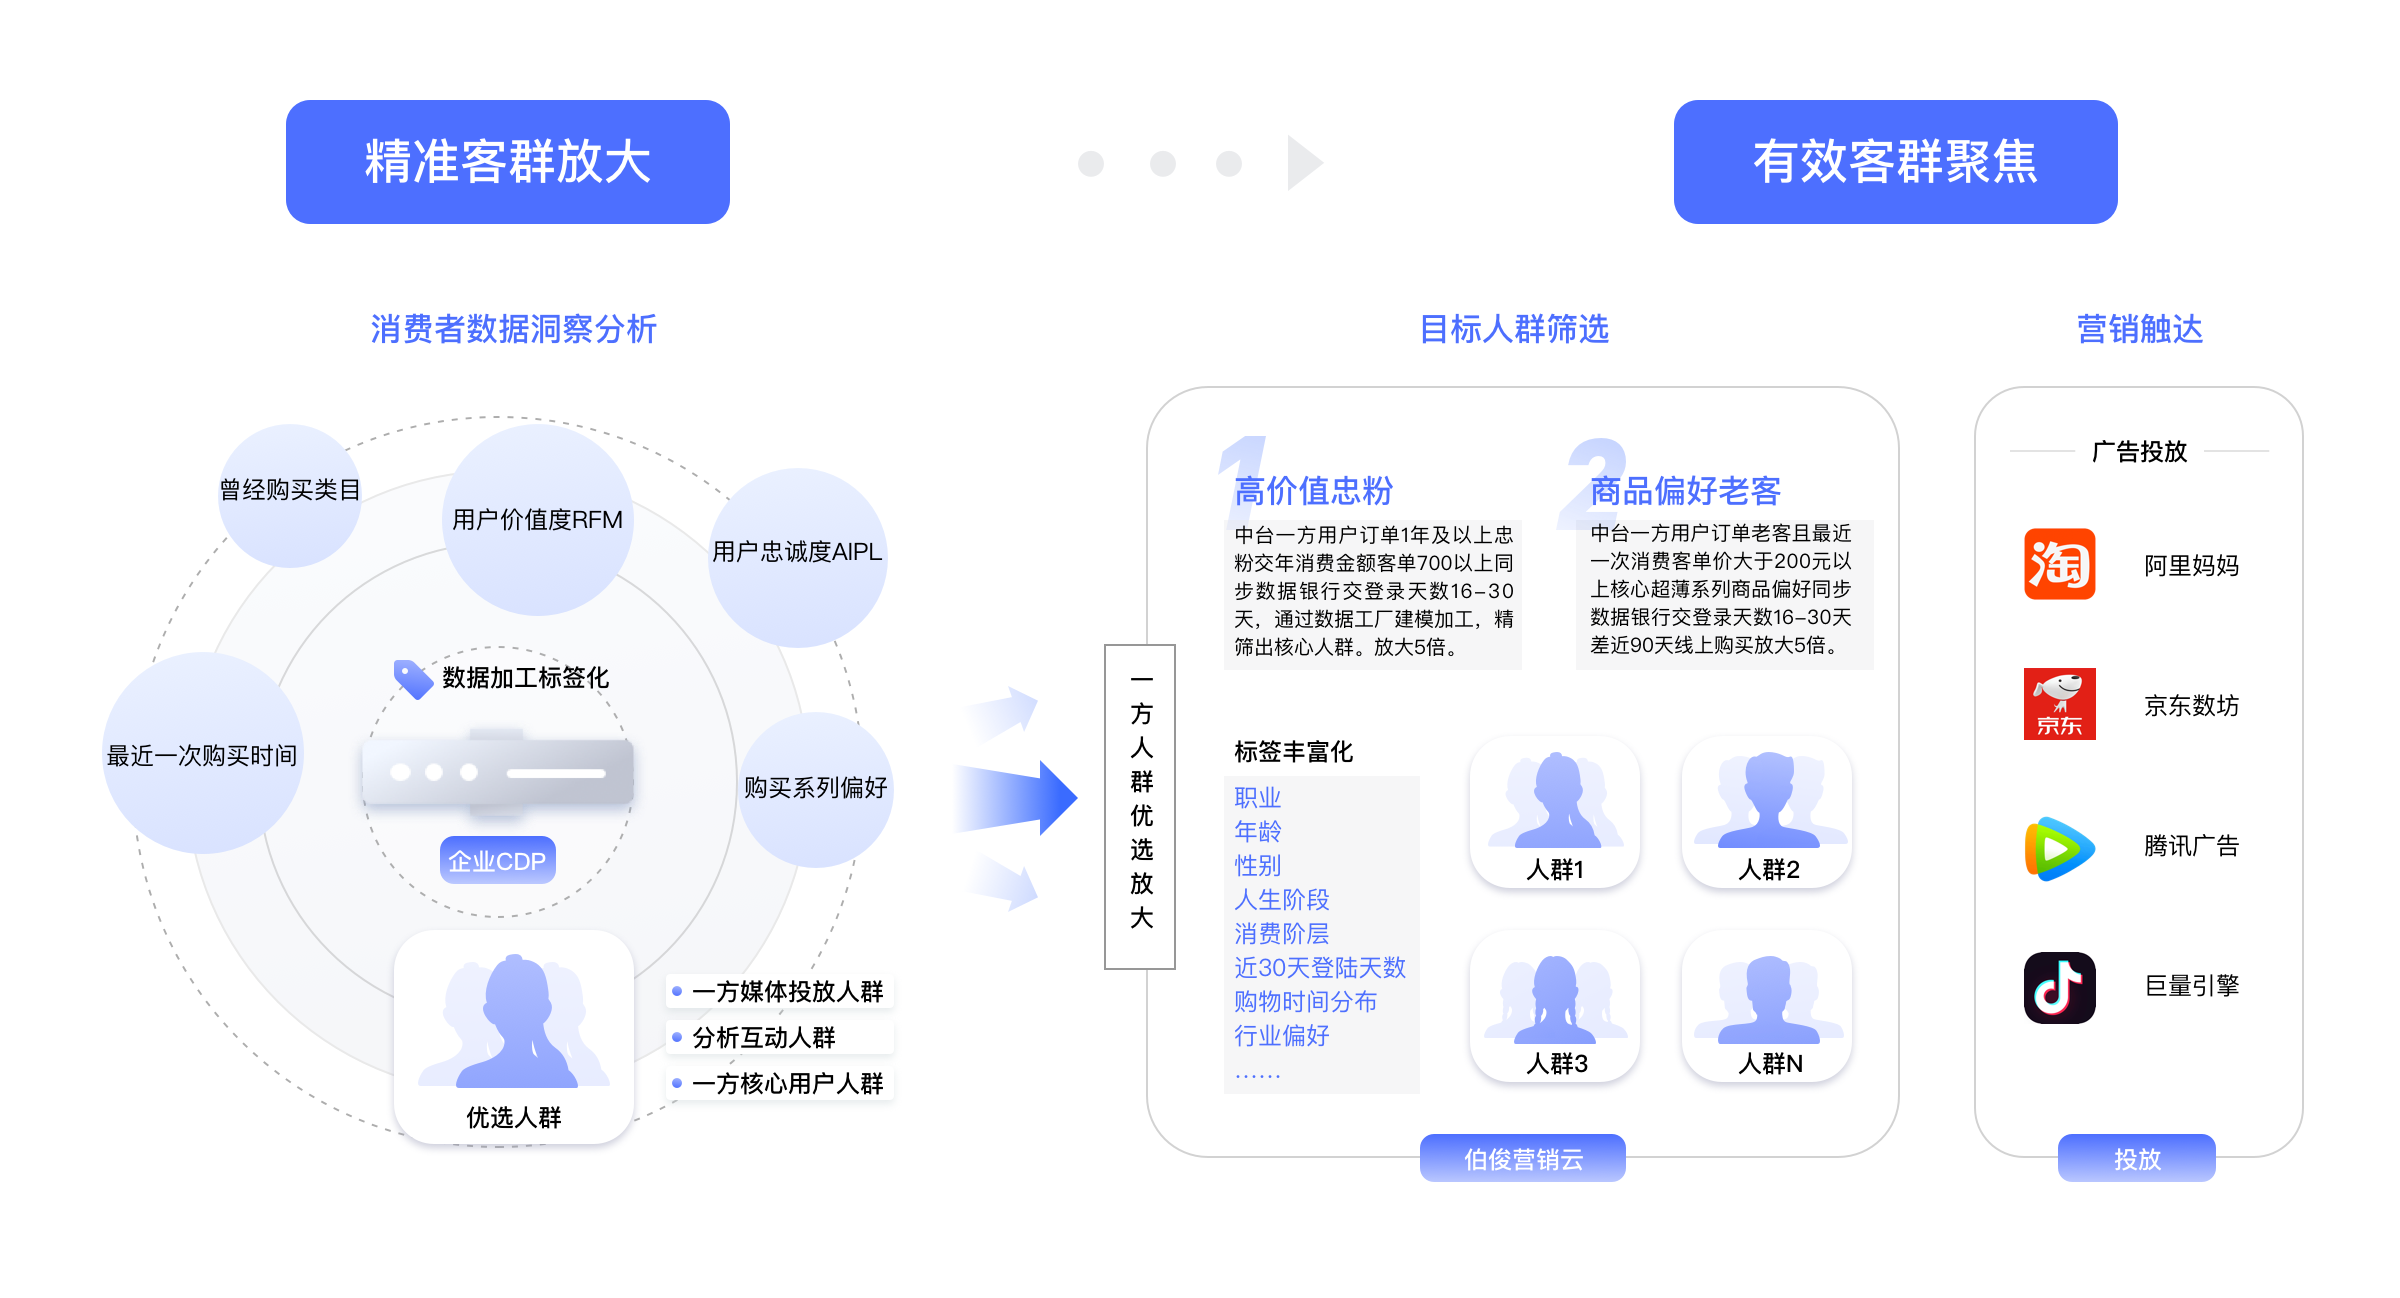 精准客群放大
有效客群聚焦
消费者数据洞察分析
目标人群筛选
营销触达
曾经购买类目
用户价值度RFM
用户忠诚度AIPL
最近一次购买时间
购买系列偏好
数据加工标签化
企业CDP
优选人群
一方媒体投放人群
分析互动人群
一方核心用户人群
一方人群优选放大
1
高价值忠粉
中台一方用户订单1年及以上忠
粉交年消费金额客单700以上同
步数据银行交登录天数16-30
天，通过数据工厂建模加工，精
筛出核心人群。放大5倍。
2
商品偏好老客
中台一方用户订单老客且最近
一次消费客单价大于200元以
上核心超薄系列商品偏好同步
数据银行交登录天数16-30天
差近90天线上购买放大5倍。
标签丰富化
职业
年龄
性别
人生阶段
消费阶层
近30天登陆天数
购物时间分布
行业偏好
……
人群1
人群2
人群3
人群N
伯俊营销云
广告投放
淘
阿里妈妈
京东
京东数坊
腾讯广告
巨量引擎
投放